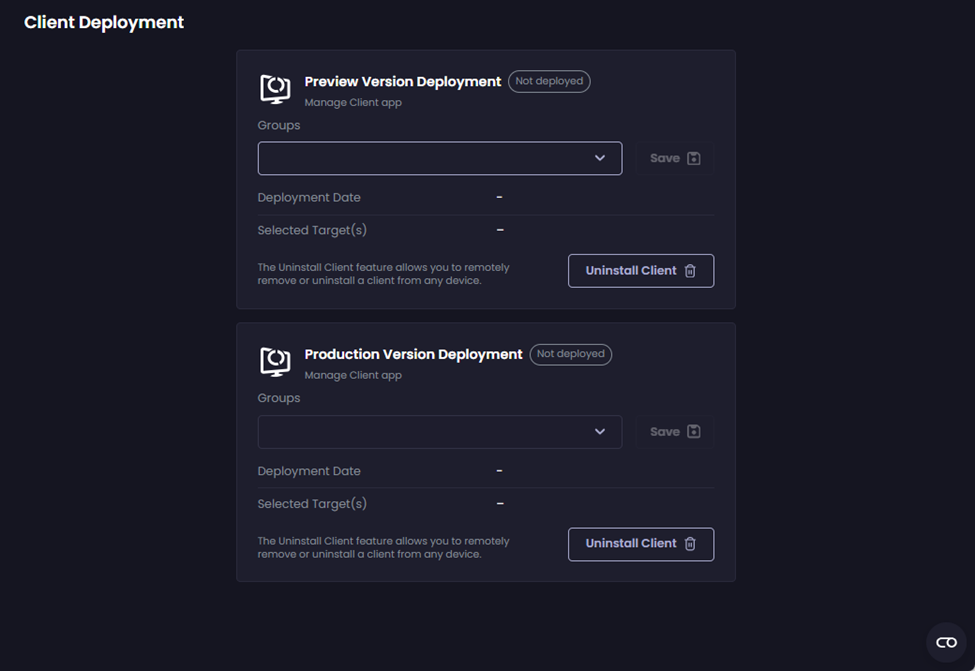 Client Deployment
Preview Version Deployment Not deployed
Manage Client app
Groups
Save
Deployment Date -
Selected Target(s) -
The Uninstall Client feature allows you to remotely
remove or uninstall a client from any device.
Uninstall Client
Production Version Deployment Not deployed
Manage Client app
Groups
Save
Deployment Date -
Selected Target(s) -
The Uninstall Client feature allows you to remotely
remove or uninstall a client from any device.
Uninstall Client